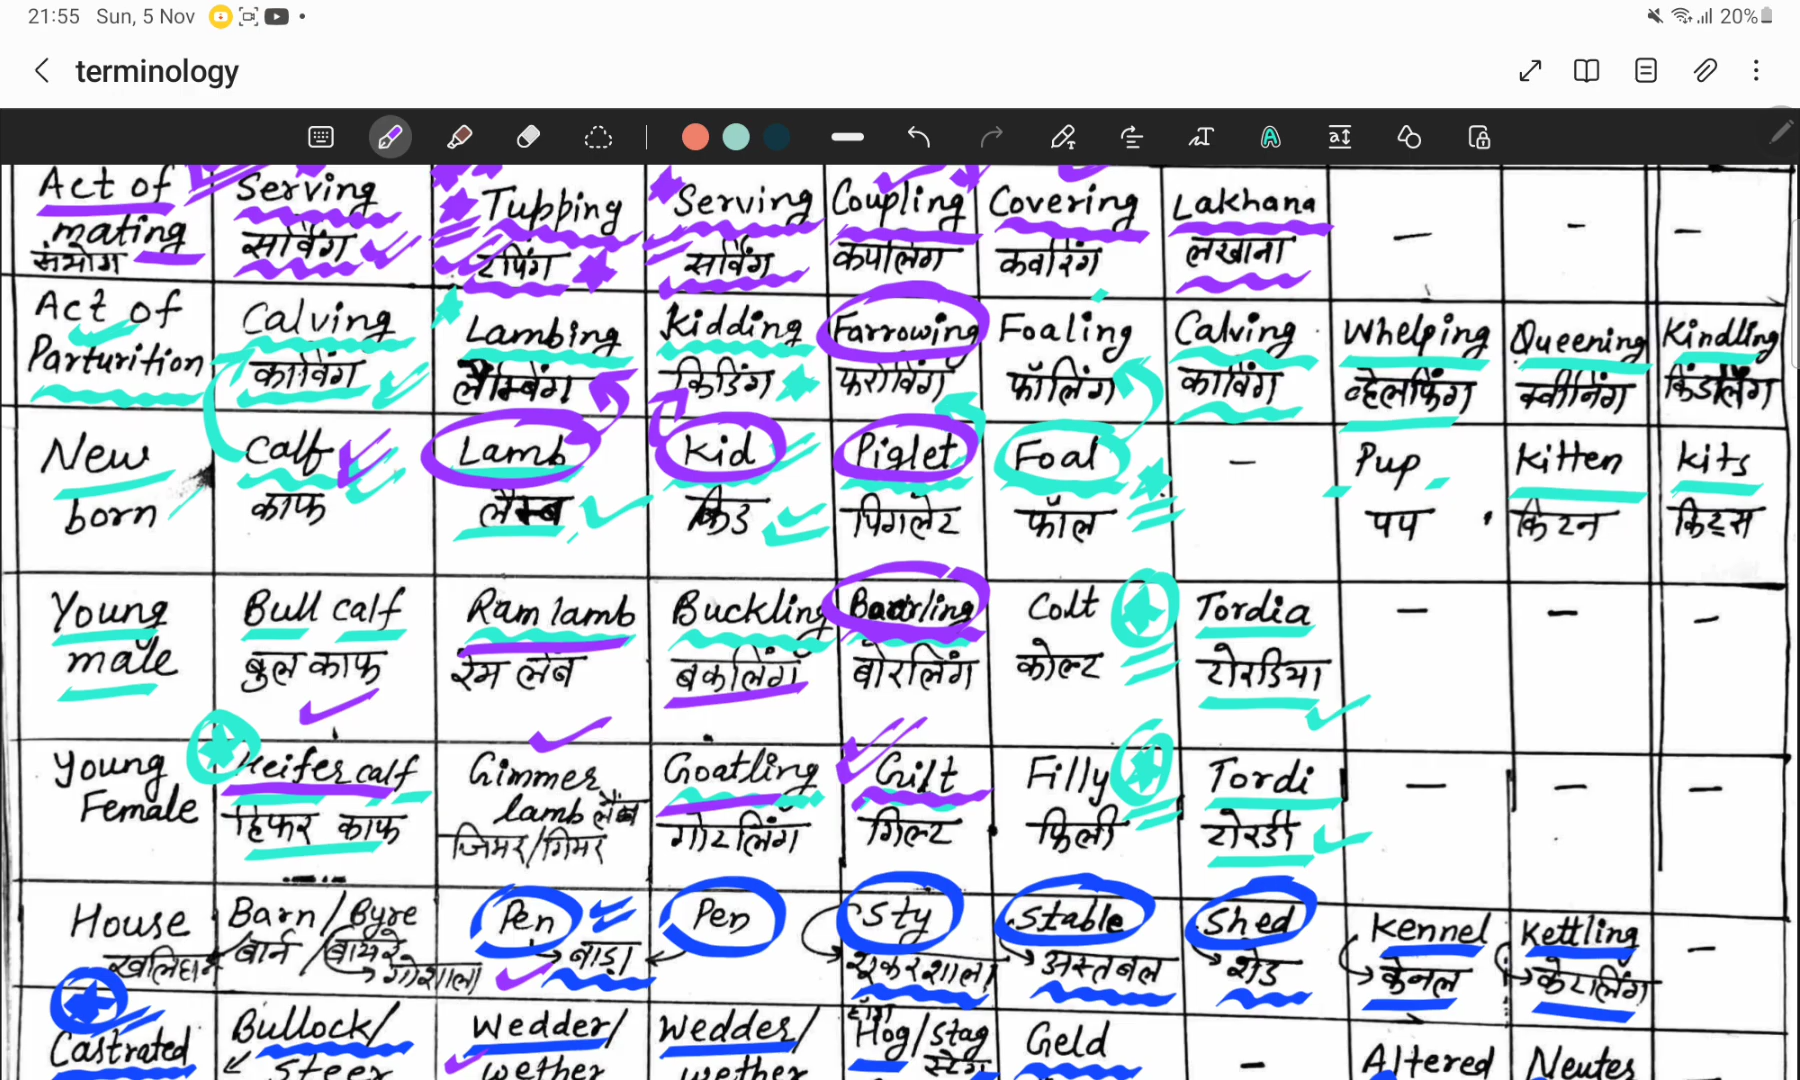 21:55 Sun, 5 Nov
20%
terminology
Act of
mating
संभोग
Serving
सर्विंग
Tupping
टपिंग
Serving
सर्विंग
Coupling
कपलिंग
Covering
कवरिंग
Lakhana
लखाना
—
-
—
Act of
Parturition
Calving
काविंग
Lambing
लैम्बिंग
Kidding
किडिंग
Farrowing
फरोविंग
Foaling
फॉलिंग
Calving
काविंग
Whelping
व्हेलपिंग
Queening
क्वीनिंग
Kindling
किंडलिंग
New
born
Calf
काफ
Lamb
लैम्ब
Kid
किड
Piglet
पिगलेट
Foal
फॉल
-
Pup
पप
Kitten
किटन
Kits
किट्स
Young
male
Bull calf
बुल काफ
Ram lamb
रैम लैंब
Buckling
बकलिंग
Boarling
बोरलिंग
Colt
कोल्ट
Tordia
टोरडिया
—
—
—
Young
Female
Heifer calf
हिफर काफ
Gimmer
lamb लैंब
जिमर/गिमर
Goatling
गोटलिंग
Gilt
गिल्ट
Filly
फिली
Tordi
टोरडी
—
—
—
House
Barn/Byre
खलिहान बार्न/बायरे
गोशाला
Pen
बाड़ा
Pen
Sty
शूकरशाला
Stable
अस्तबल
Shed
शेड
Kennel
केनल
Kettling
केटलिंग
—
Castrated
Bullock/
Steer
Wedder/
wether
Wedder/
wether
Hog/Stag
स्टैग
Geld
—
Altered
Neuter